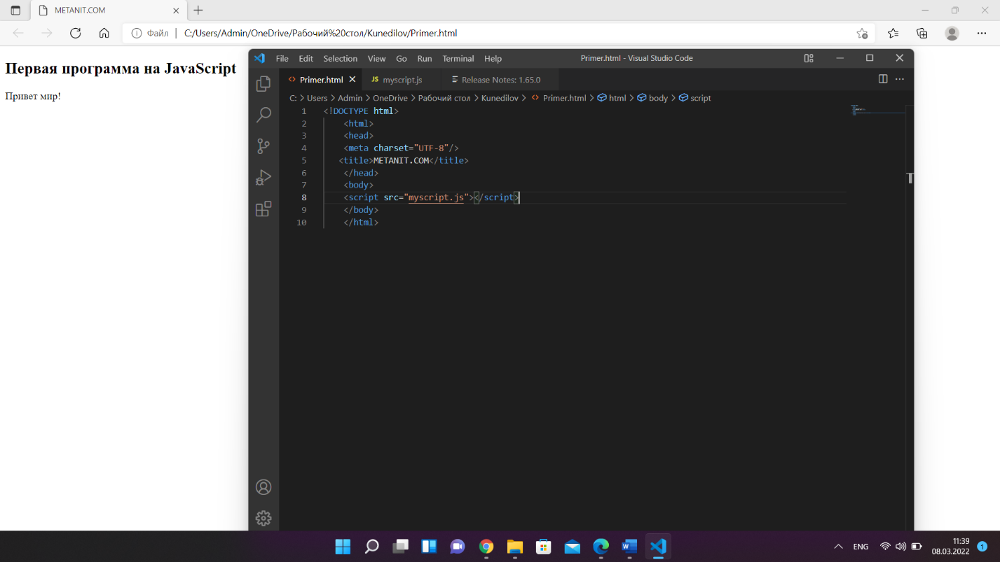 METANIT.COM
Файл | C:/Users/Admin/OneDrive/Рабочий%20стол/Kunedilov/Primer.html
Первая программа на JavaScript
Привет мир!
File Edit Selection View Go Run Terminal Help Primer.html - Visual Studio Code
Primer.html JS myscript.js Release Notes: 1.65.0
C: > Users > Admin > OneDrive > Рабочий стол > Kunedilov > Primer.html > html > body > script
1 <!DOCTYPE html>
2 <html>
3 <head>
4 <meta charset="UTF-8"/>
5 <title>METANIT.COM</title>
6 </head>
7 <body>
8 <script src="myscript.js"></script>
9 </body>
10 </html>
ENG 11:39
08.03.2022 1